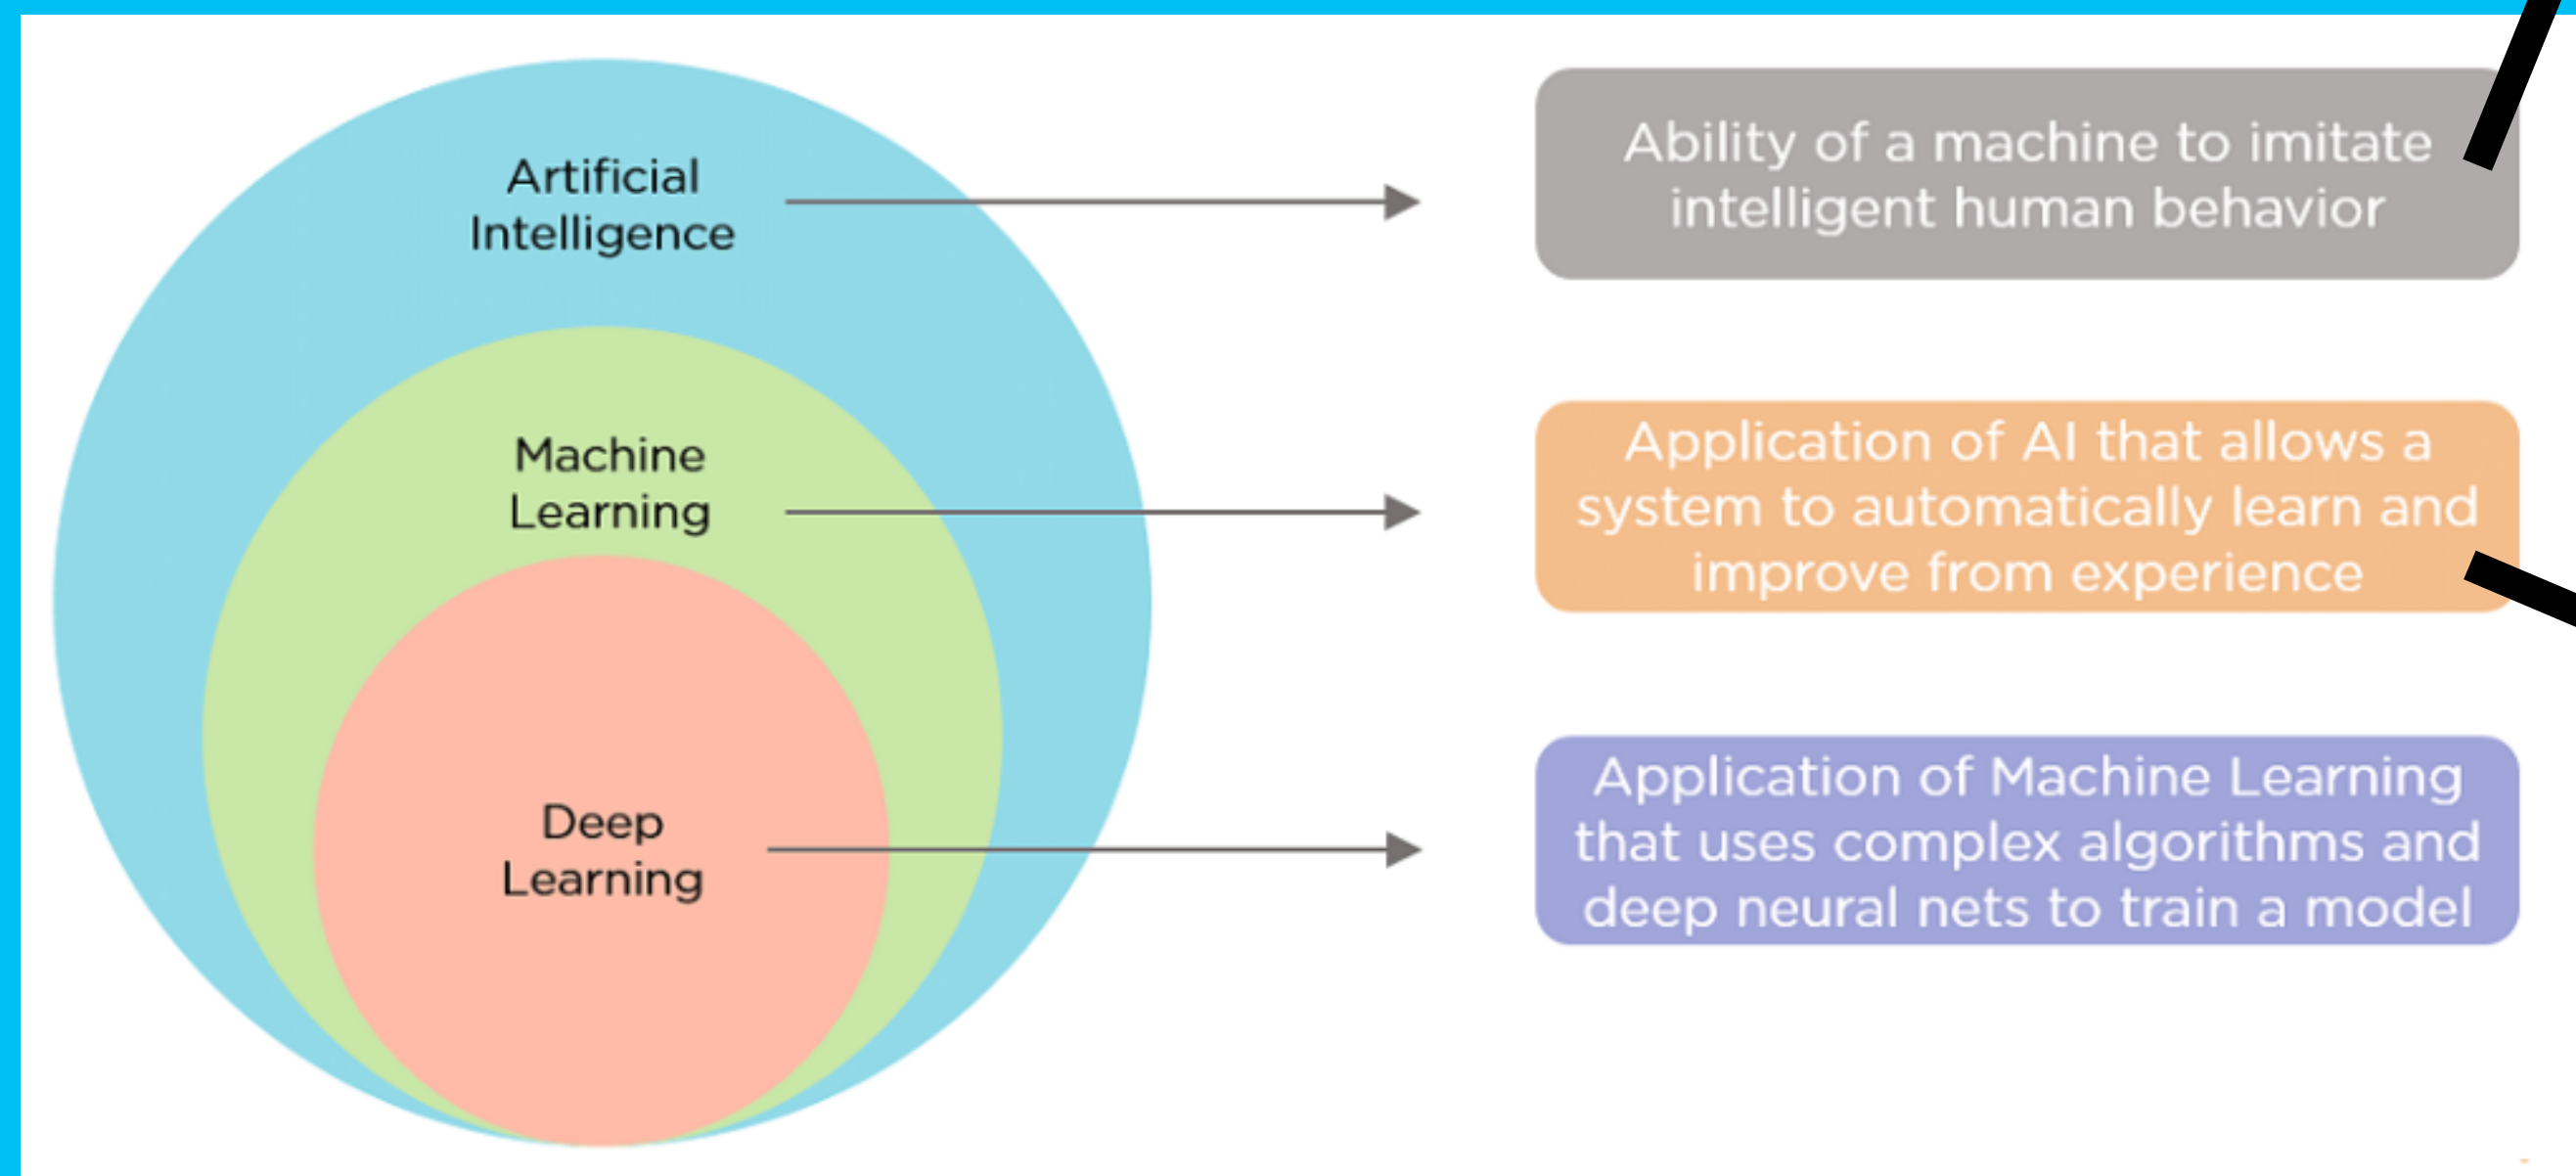 Artificial
Intelligence
Ability of a machine to imitate
intelligent human behavior
Machine
Learning
Application of AI that allows a
system to automatically learn and
improve from experience
Deep
Learning
Application of Machine Learning
that uses complex algorithms and
deep neural nets to train a model